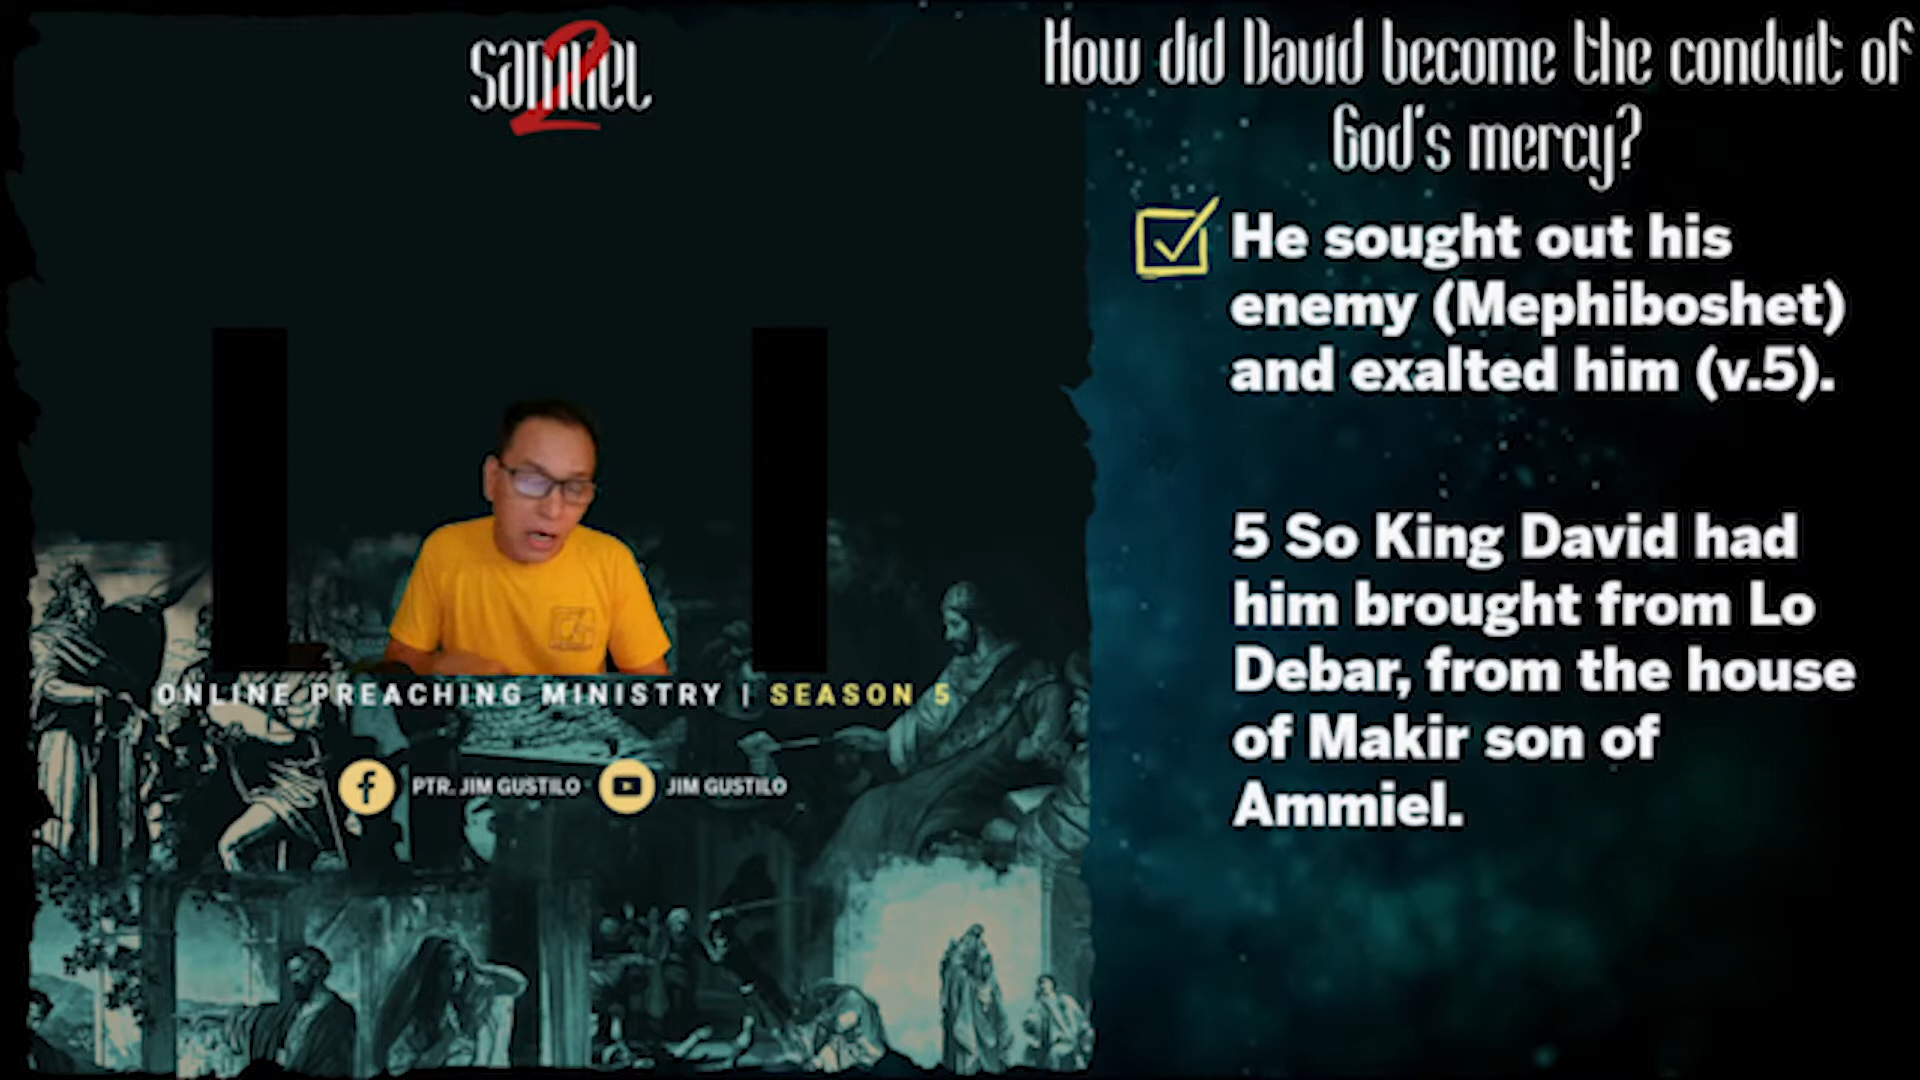 Samuel
2
How did David become the conduit of
God's mercy?
He sought out his
enemy (Mephiboshet)
and exalted him (v.5).
5 So King David had
him brought from Lo
Debar, from the house
of Makir son of
Ammiel.
ONLINE PREACHING MINISTRY | SEASON 5
PTR. JIM GUSTILO
JIM GUSTILO